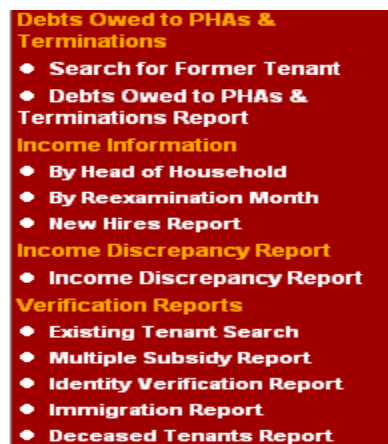 Debts Owed to PHAs &
Terminations
● Search for Former Tenant
● Debts Owed to PHAs &
Terminations Report
Income Information
● By Head of Household
● By Reexamination Month
● New Hires Report
Income Discrepancy Report
● Income Discrepancy Report
Verification Reports
● Existing Tenant Search
● Multiple Subsidy Report
● Identity Verification Report
● Immigration Report
● Deceased Tenants Report